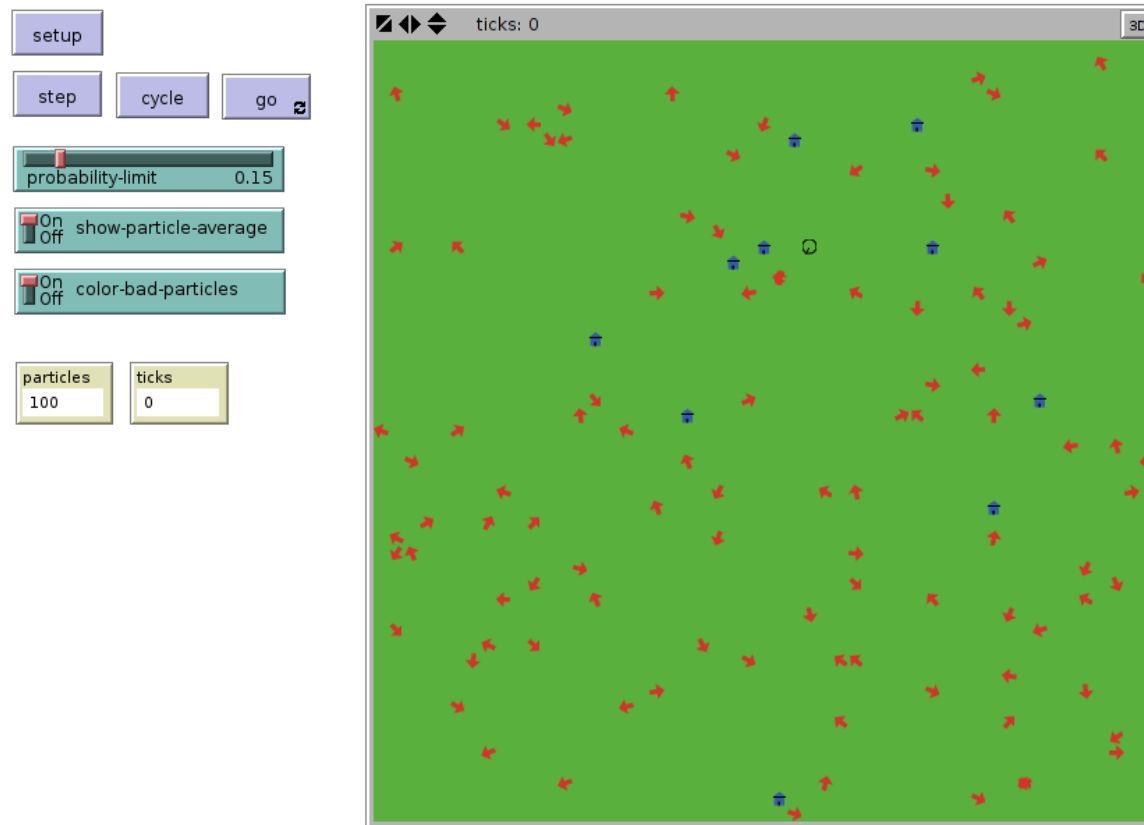 setup
step
cycle
go
probability-limit 0.15
On
Off
show-particle-average
On
Off
color-bad-particles
particles
100
ticks
0
ticks: 0
3D